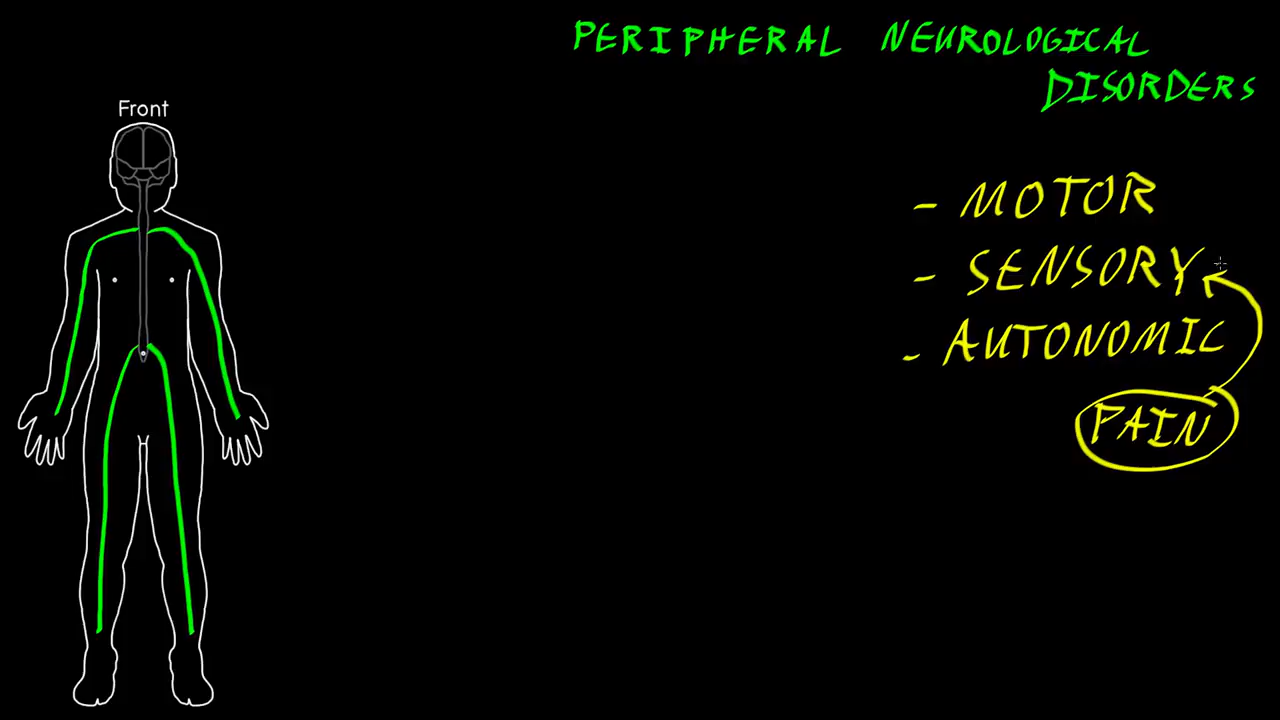 PERIPHERAL NEUROLOGICAL
DISORDERS
Front
- MOTOR
- SENSORY
- AUTONOMIC
PAIN